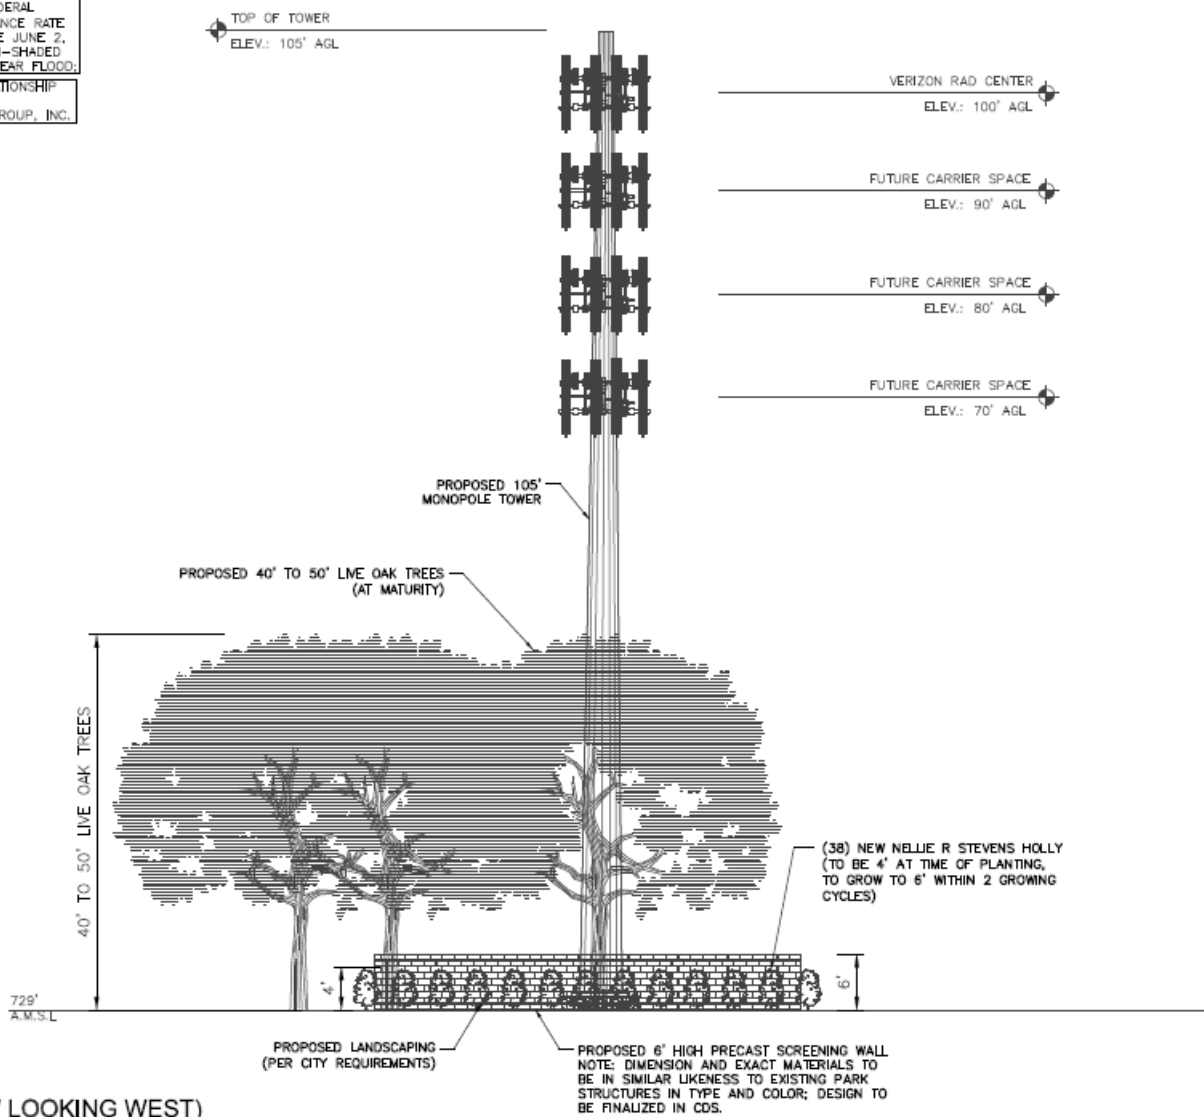 DERAL
NCE RATE
E JUNE 2,
-SHADED
EAR FLOOD;
TIONSHIP
ROUP, INC.
TOP OF TOWER
ELEV.: 105' AGL
VERIZON RAD CENTER
ELEV.: 100' AGL
FUTURE CARRIER SPACE
ELEV.: 90' AGL
FUTURE CARRIER SPACE
ELEV.: 80' AGL
FUTURE CARRIER SPACE
ELEV.: 70' AGL
PROPOSED 105'
MONOPOLE TOWER
PROPOSED 40' TO 50' LIVE OAK TREES
(AT MATURITY)
40' TO 50' LIVE OAK TREES
(38) NEW NELLIE R STEVENS HOLLY
(TO BE 4' AT TIME OF PLANTING,
TO GROW TO 6' WITHIN 2 GROWING
CYCLES)
4'
6'
729'
A.M.S.L
PROPOSED LANDSCAPING
(PER CITY REQUIREMENTS)
PROPOSED 6' HIGH PRECAST SCREENING WALL
NOTE: DIMENSION AND EXACT MATERIALS TO
BE IN SIMILAR LIKENESS TO EXISTING PARK
STRUCTURES IN TYPE AND COLOR; DESIGN TO
BE FINALIZED IN CDS.
LOOKING WEST)